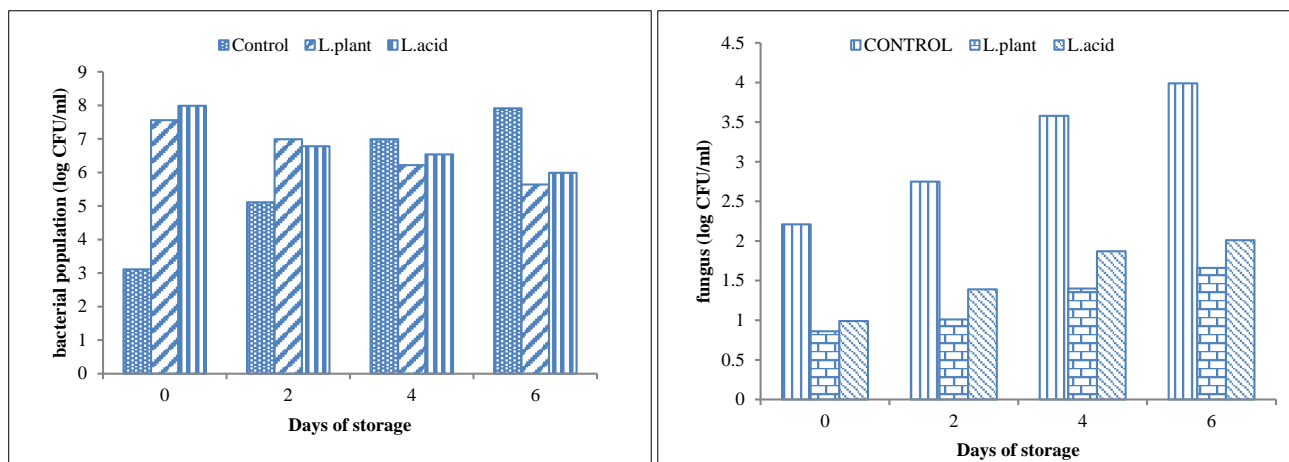 Control L.plant L.acid
9
8
7
6
5
4
3
2
1
0
bacterial population (log CFU/ml)
0 2 4 6
Days of storage
CONTROL L.plant L.acid
4.5
4
3.5
3
2.5
2
1.5
1
0.5
0
fungus (log CFU/ml)
0 2 4 6
Days of storage